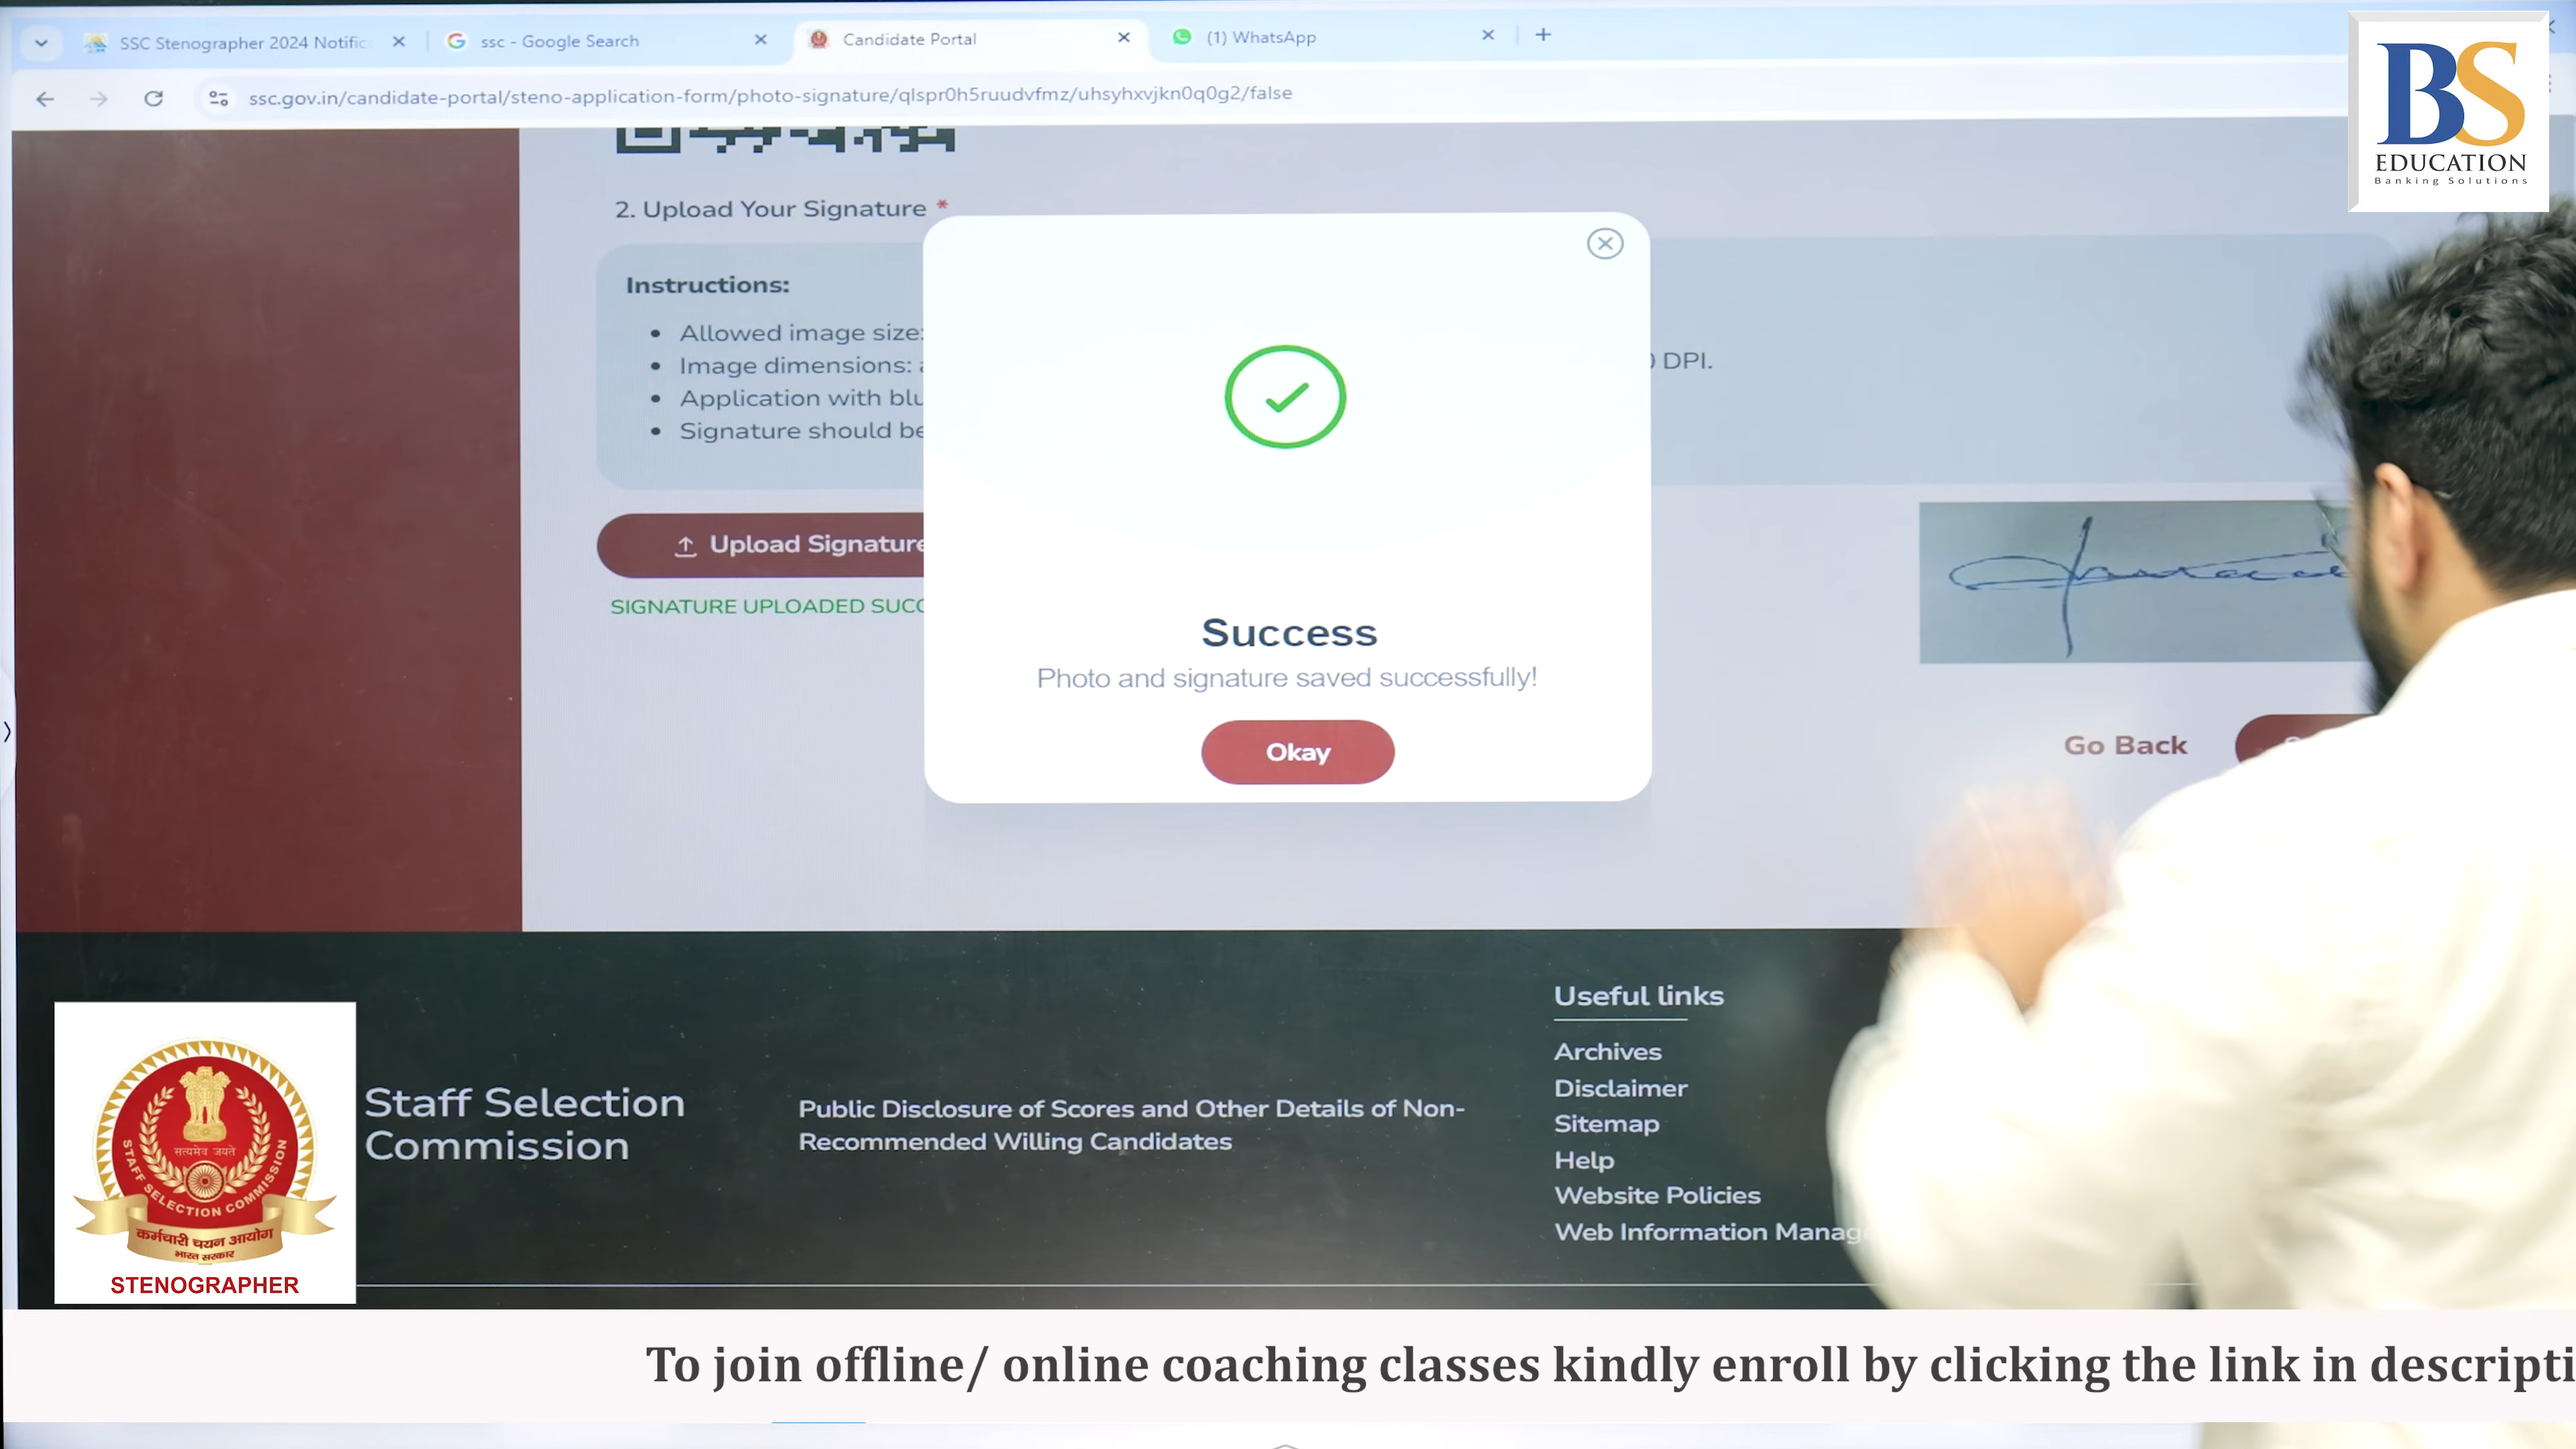 SSC Stenographer 2024 Notific
ssc - Google Search
Candidate Portal
(1) WhatsApp
ssc.gov.in/candidate-portal/steno-application-form/photo-signature/qlspr0h5ruudvfmz/uhsyhxvjkn0q0g2/false
BS
EDUCATION
Banking Solutions
2. Upload Your Signature *
Instructions:
• Allowed image size:
• Image dimensions:
DPI.
• Application with blu
• Signature should be
Upload Signature
SIGNATURE UPLOADED SUCC
Success
Photo and signature saved successfully!
Okay
Go Back
Useful links
Archives
Disclaimer
Sitemap
Help
Website Policies
Web Information Manag
Staff Selection
Commission
Public Disclosure of Scores and Other Details of Non-
Recommended Willing Candidates
सत्यमेव जयते
STAFF SELECTION COMMISSION
कर्मचारी चयन आयोग
भारत सरकार
STENOGRAPHER
To join offline/ online coaching classes kindly enroll by clicking the link in descripti